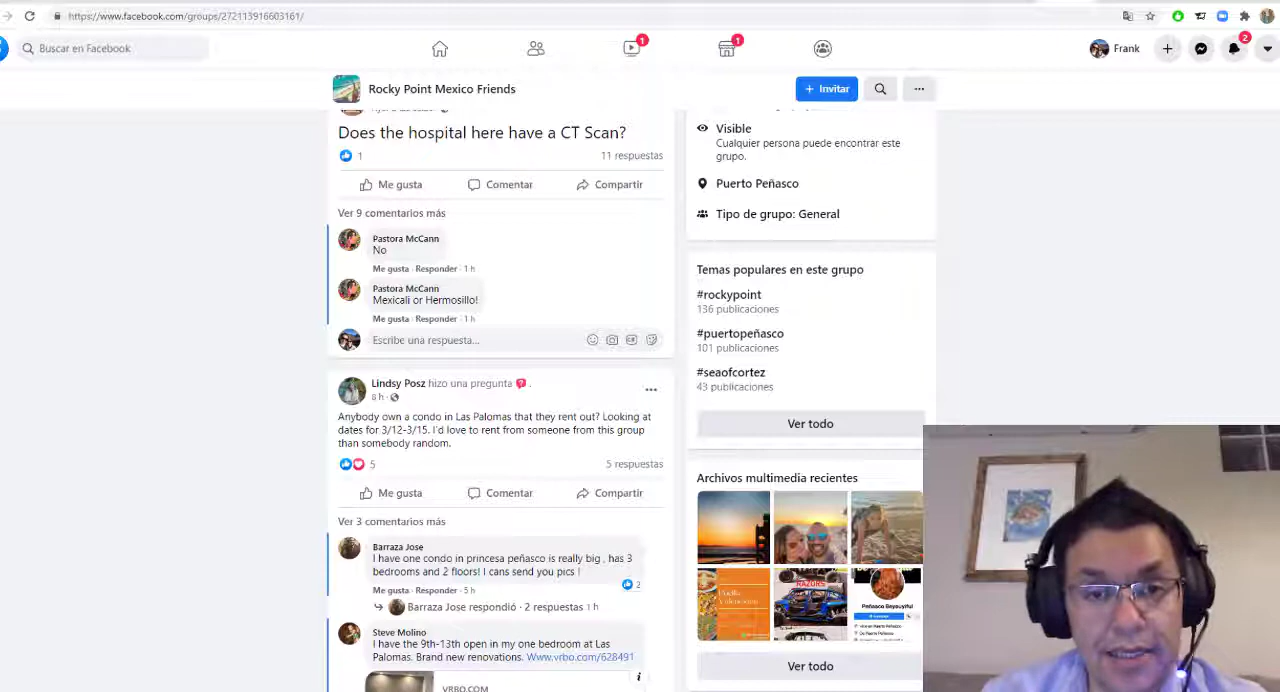 https://www.facebook.com/groups/272113916603161/
Buscar en Facebook
1
1
Frank
2
Rocky Point Mexico Friends
Invitar
Does the hospital here have a CT Scan?
1
11 respuestas
Me gusta
Comentar
Compartir
Ver 9 comentarios más
Pastora McCann
No
Me gusta · Responder · 1 h
Pastora McCann
Mexicali or Hermosillo!
Me gusta · Responder · 1 h
Escribe una respuesta...
Lindsy Posz hizo una pregunta .
8 h ·
Anybody own a condo in Las Palomas that they rent out? Looking at
dates for 3/12-3/15. I'd love to rent from someone from this group
than somebody random.
5
5 respuestas
Me gusta
Comentar
Compartir
Ver 3 comentarios más
Barraza Jose
I have one condo in princesa peñasco is really big , has 3
bedrooms and 2 floors! I cans send you pics !
2
Me gusta · Responder · 5 h
Barraza Jose respondió · 2 respuestas 1 h
Steve Molino
I have the 9th-13th open in my one bedroom at Las
Palomas. Brand new renovations. Www.vrbo.com/628491
VRBO.COM
Visible
Cualquier persona puede encontrar este
grupo.
Puerto Peñasco
Tipo de grupo: General
Temas populares en este grupo
#rockypoint
136 publicaciones
#puertopeñasco
101 publicaciones
#seaofcortez
43 publicaciones
Ver todo
Archivos multimedia recientes
Paella
Valenciana
RAZORS
Peñasco Beyouyiful
Ver todo